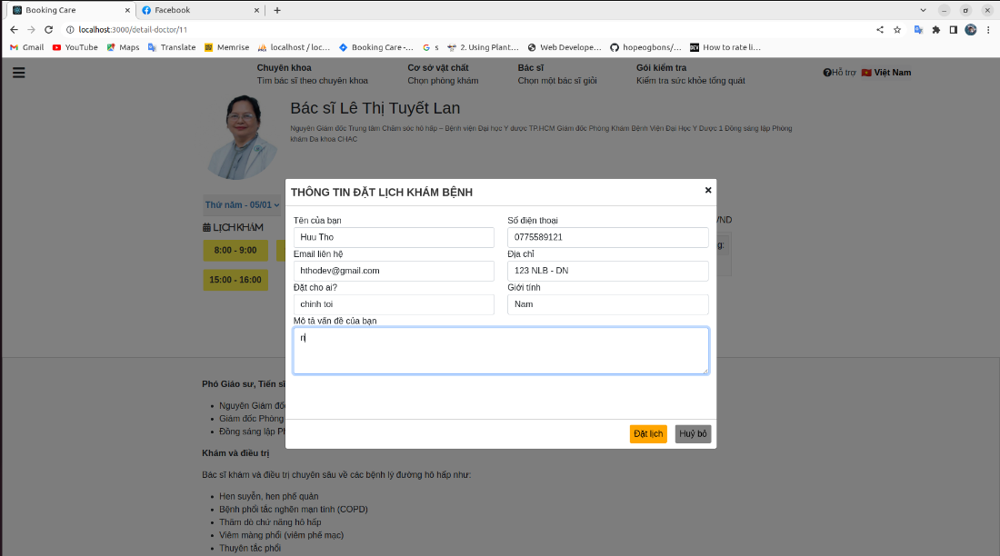 Booking Care
Facebook
localhost:3000/detail-doctor/11
Gmail YouTube Maps Translate Memrise localhost / loc… Booking Care -… s 2. Using Plant… Web Develope… hopeogbons/… How to rate li…
Chuyên khoa Cơ sở vật chất Bác sĩ Gói kiểm tra
Tìm bác sĩ theo chuyên khoa Chọn phòng khám Chọn một bác sĩ giỏi Kiểm tra sức khỏe tổng quát
Hỗ trợ Việt Nam
Bác sĩ Lê Thị Tuyết Lan
Nguyên Giám đốc Trung tâm Chăm sóc hô hấp – Bệnh viện Đại học Y dược TP.HCM Giám đốc Phòng Khám Bệnh Viện Đại Học Y Dược 1 Đồng sáng lập Phòng
khám Đa khoa CHAC
THÔNG TIN ĐẶT LỊCH KHÁM BỆNH
Thứ năm - 05/01
LỊCH KHÁM
8:00 - 9:00
15:00 - 16:00
VND
Tên của bạn Số điện thoại
Huu Tho 0775589121
Email liên hệ Địa chỉ
hthodev@gmail.com 123 NLB - DN
Đặt cho ai? Giới tính
chinh toi Nam
Mô tả vấn đề của bạn
n
Đặt lịch Huỷ bỏ
Phó Giáo sư, Tiến sĩ
Nguyên Giám đố
Giám đốc Phòng
Đồng sáng lập Ph
Khám và điều trị
Bác sĩ khám và điều trị chuyên sâu về các bệnh lý đường hô hấp như:
Hen suyễn, hen phế quản
Bệnh phổi tắc nghẽn mạn tính (COPD)
Thăm dò chứ năng hô hấp
Viêm màng phổi (viêm phế mạc)
Thuyên tắc phổi